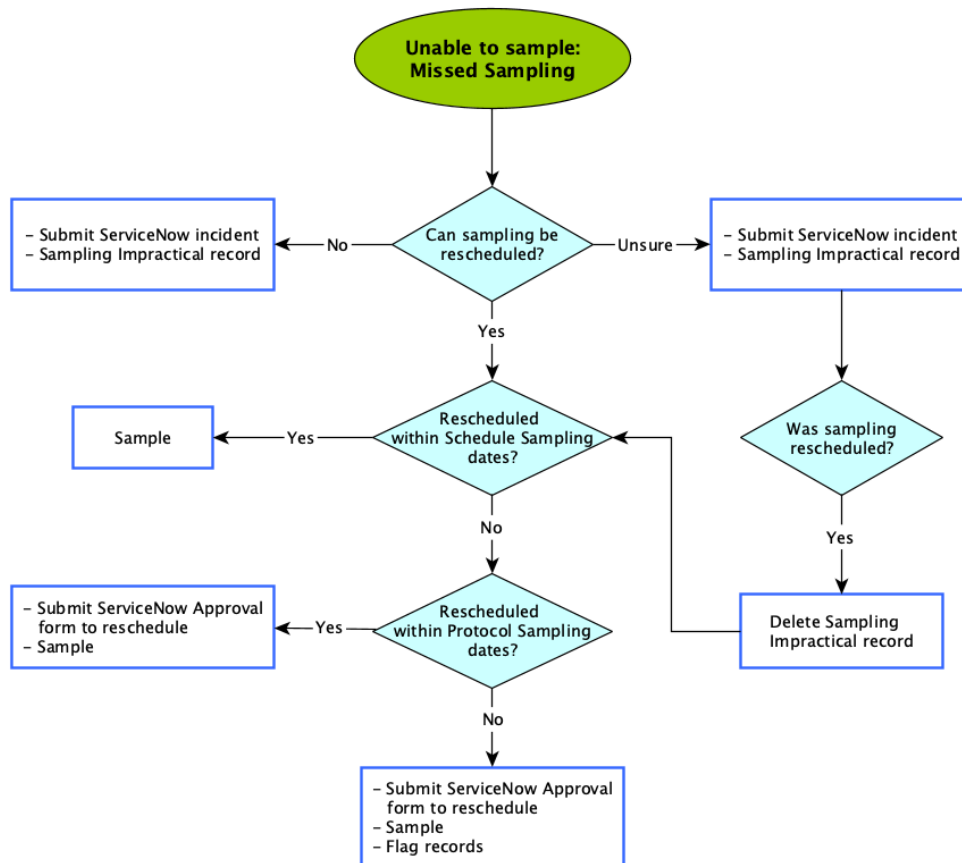 Unable to sample:
Missed Sampling
– Submit ServiceNow incident
– Sampling Impractical record
No
Can sampling be
rescheduled?
Unsure
– Submit ServiceNow incident
– Sampling Impractical record
Yes
Sample
Yes
Rescheduled
within Schedule Sampling
dates?
Was sampling
rescheduled?
No
Yes
– Submit ServiceNow Approval
form to reschedule
– Sample
Yes
Rescheduled
within Protocol Sampling
dates?
Delete Sampling
Impractical record
No
– Submit ServiceNow Approval
form to reschedule
– Sample
– Flag records